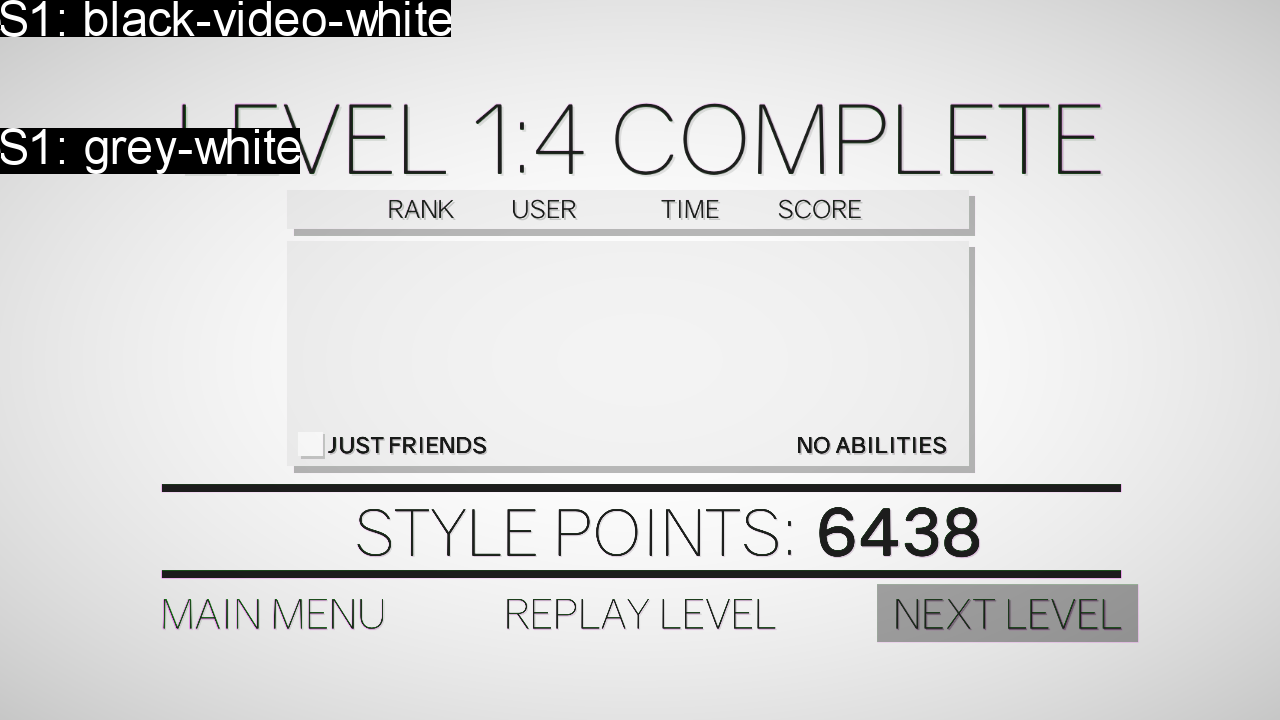 S1: black-video-white
LEVEL 1:4 COMPLETE
S1: grey-white
RANK USER TIME SCORE
JUST FRIENDS NO ABILITIES
STYLE POINTS: 6438
MAIN MENU REPLAY LEVEL NEXT LEVEL